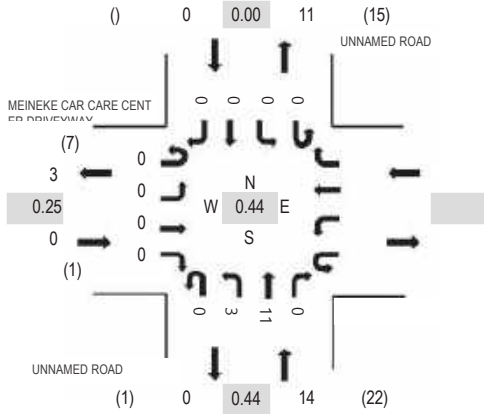 () 0 0.00 11 (15)
UNNAMED ROAD
MEINEKE CAR CARE CENT
ER DRIVEWAY
0 0 0 0
(7)
3
0.25
0
(1)
0
0
0
0
N
W 0.44 E
S
0 3 11 0
UNNAMED ROAD
(1) 0 0.44 14 (22)